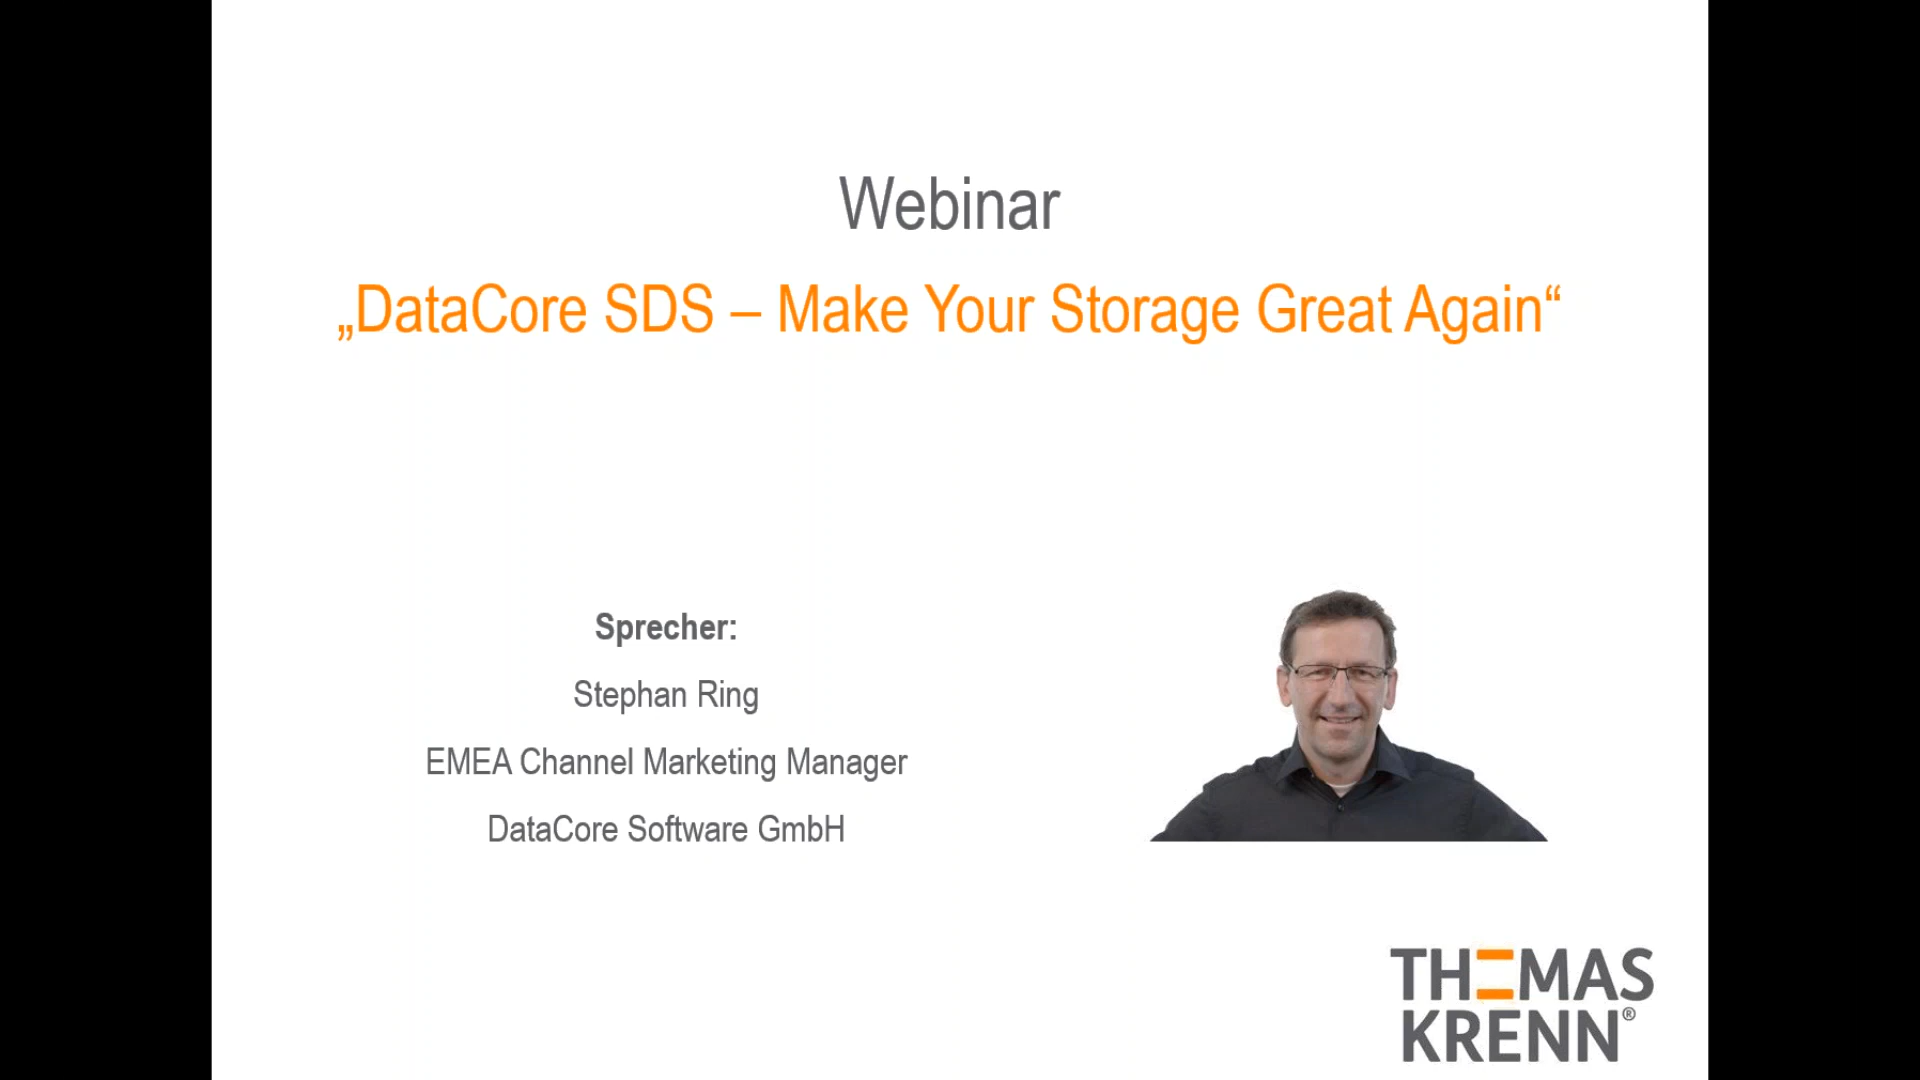 Webinar
„DataCore SDS – Make Your Storage Great Again“
Sprecher:
Stephan Ring
EMEA Channel Marketing Manager
DataCore Software GmbH
THOMAS
KRENN®